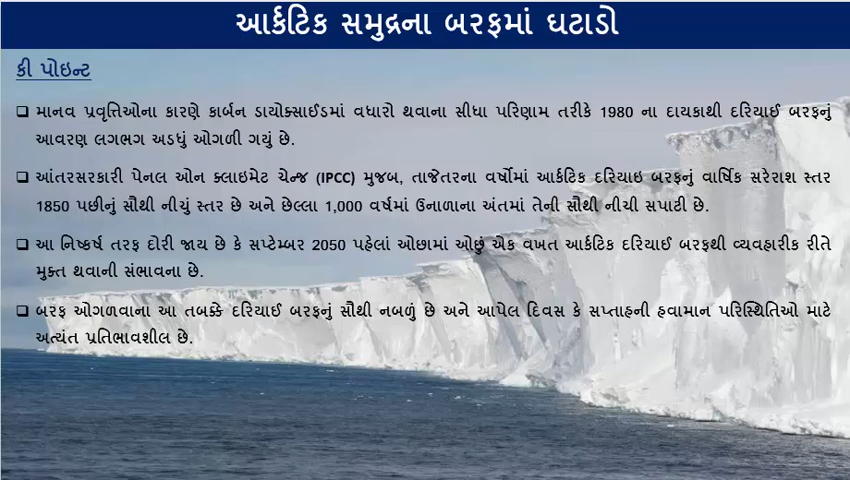 આર્કટિક સમુદ્રના બરફમાં ઘટાડો
કી પોઇન્ટ
❑ માનવ પ્રવૃત્તિઓના કારણે કાર્બન ડાયોક્સાઈડમાં વધારો થવાના સીધા પરિણામ તરીકે 1980 ના દાયકાથી દરિયાઈ બરફનું
આવરણ લગભગ અડધું ઓગળી ગયું છે.
❑ આંતરસરકારી પેનલ ઓન ક્લાઇમેટ ચેન્જ (IPCC) મુજબ, તાજેતરના વર્ષોમાં આર્કટિક દરિયાઇ બરફનું વાર્ષિક સરેરાશ સ્તર
1850 પછીનું સૌથી નીચું સ્તર છે અને છેલ્લા 1,000 વર્ષમાં ઉનાળાના અંતમાં તેની સૌથી નીચી સપાટી છે.
❑ આ નિષ્કર્ષ તરફ દોરી જાય છે કે સપ્ટેમ્બર 2050 પહેલાં ઓછામાં ઓછું એક વખત આર્કટિક દરિયાઈ બરફથી વ્યવહારીક રીતે
મુક્ત થવાની સંભાવના છે.
❑ બરફ ઓગળવાના આ તબક્કે દરિયાઈ બરફનું સૌથી નબળું છે અને આપેલ દિવસ કે સપ્તાહની હવામાન પરિસ્થિતિઓ માટે
અત્યંત પ્રતિભાવશીલ છે.